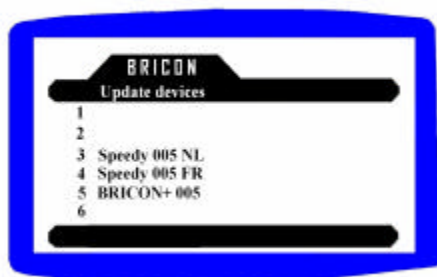 BRICON
Update devices
1
2
3 Speedy 005 NL
4 Speedy 005 FR
5 BRICON+ 005
6